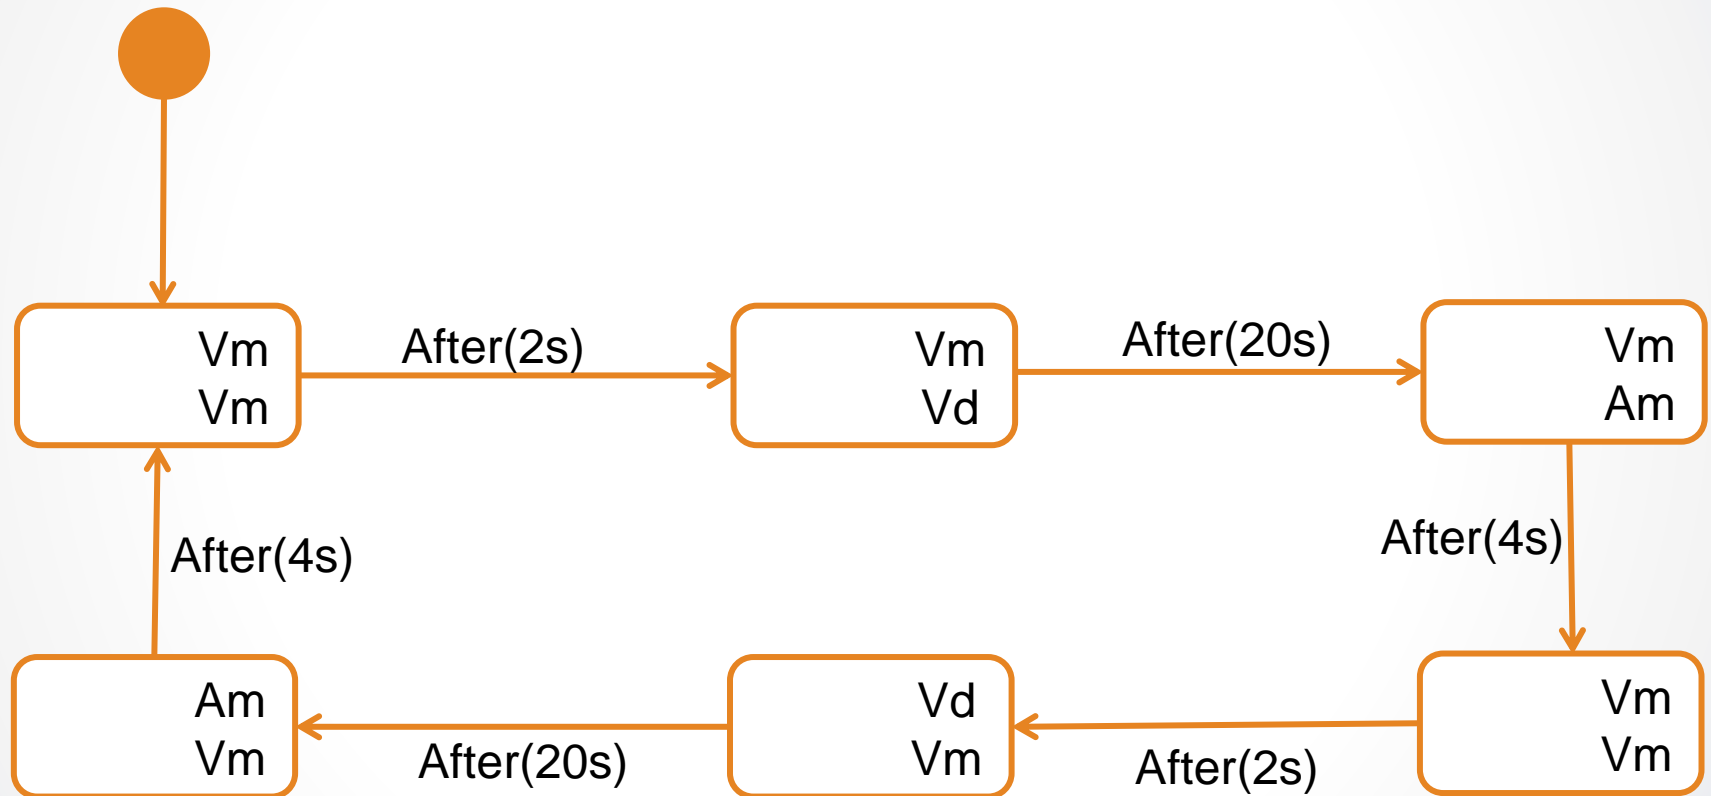 Vm
Vm
After(2s)
Vm
Vd
After(20s)
Vm
Am
After(4s)
After(4s)
Am
Vm
After(20s)
Vd
Vm
After(2s)
Vm
Vm